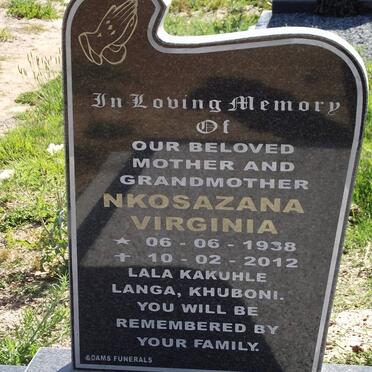 In Loving Memory
Of
OUR BELOVED
MOTHER AND
GRANDMOTHER
NKOSAZANA
VIRGINIA
★ 06 - 06 - 1938
✝ 10 - 02 - 2012
LALA KAKUHLE
LANGA, KHUBONI.
YOU WILL BE
REMEMBERED BY
YOUR FAMILY.
ADAMS FUNERALS